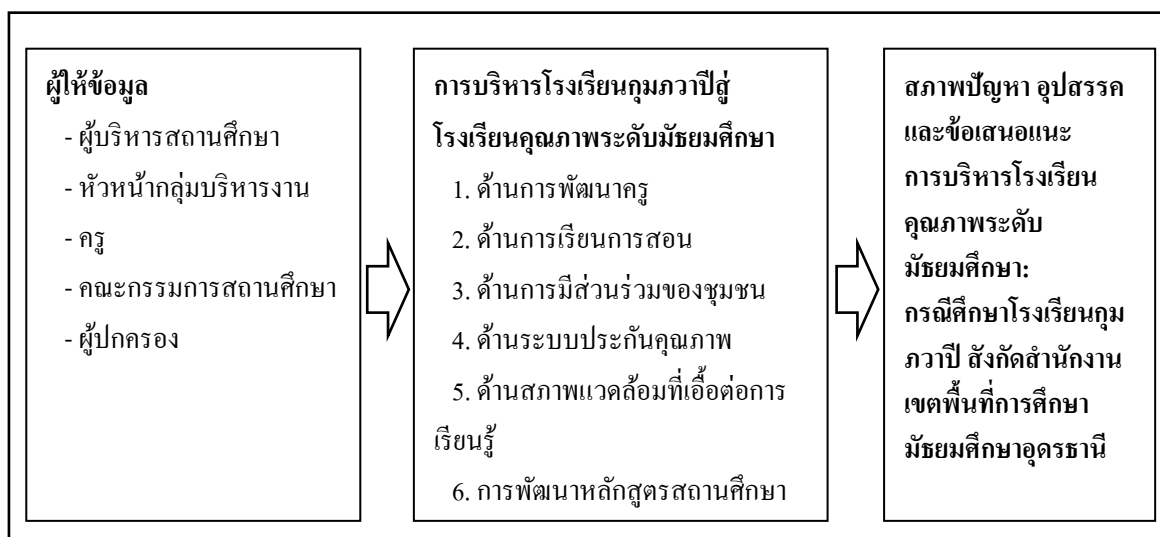 ผู้ให้ข้อมูล
- ผู้บริหารสถานศึกษา
- หัวหน้ากลุ่มบริหารงาน
- ครู
- คณะกรรมการสถานศึกษา
- ผู้ปกครอง
การบริหารโรงเรียนกุมภวาปีสู่
โรงเรียนคุณภาพระดับมัธยมศึกษา
1. ด้านการพัฒนาครู
2. ด้านการเรียนการสอน
3. ด้านการมีส่วนร่วมของชุมชน
4. ด้านระบบประกันคุณภาพ
5. ด้านสภาพแวดล้อมที่เอื้อต่อการ
เรียนรู้
6. การพัฒนาหลักสูตรสถานศึกษา
สภาพปัญหา อุปสรรค
และข้อเสนอแนะ
การบริหารโรงเรียน
คุณภาพระดับ
มัธยมศึกษา:
กรณีศึกษาโรงเรียนกุม
ภวาปี สังกัดสำนักงาน
เขตพื้นที่การศึกษา
มัธยมศึกษาอุดรธานี